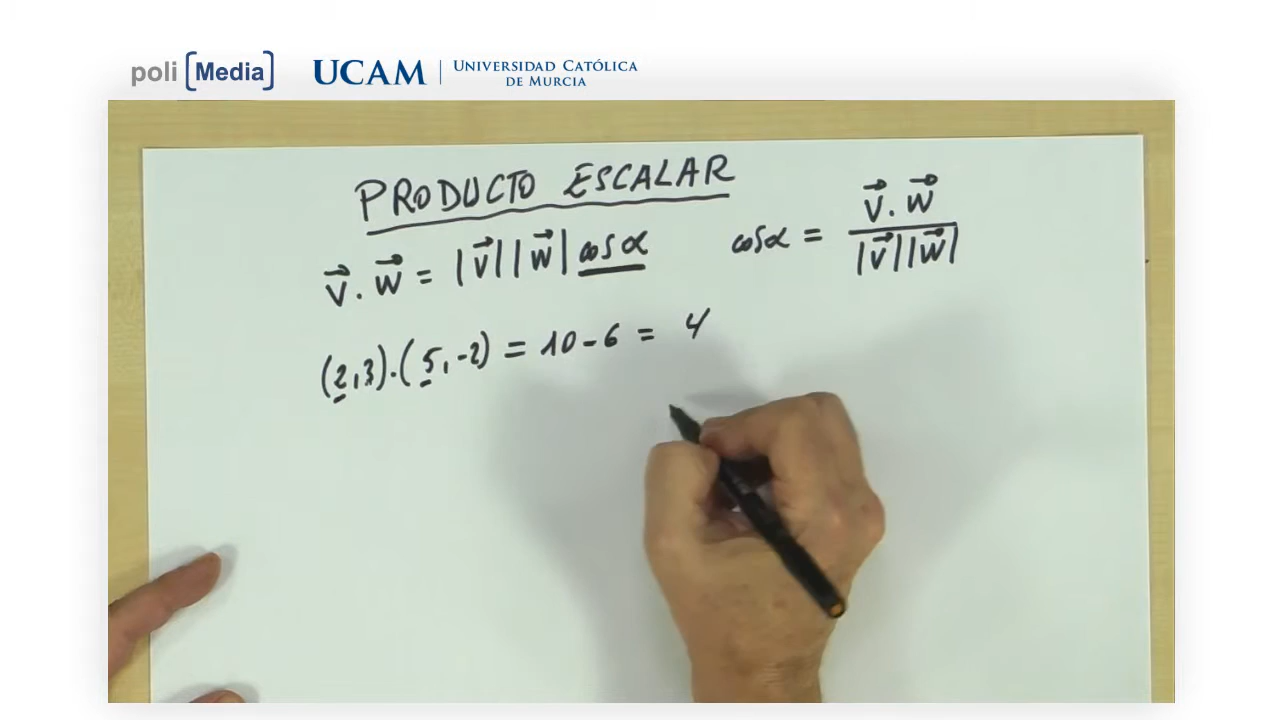 poli [Media] UCAM | UNIVERSIDAD CATÓLICA DE MURCIA
PRODUCTO ESCALAR
v⃗ . w⃗ = |v⃗| |w⃗| cos α
cos α = v⃗ . w⃗ / |v⃗| |w⃗|
(2,3).(5,-2) = 10 - 6 = 4